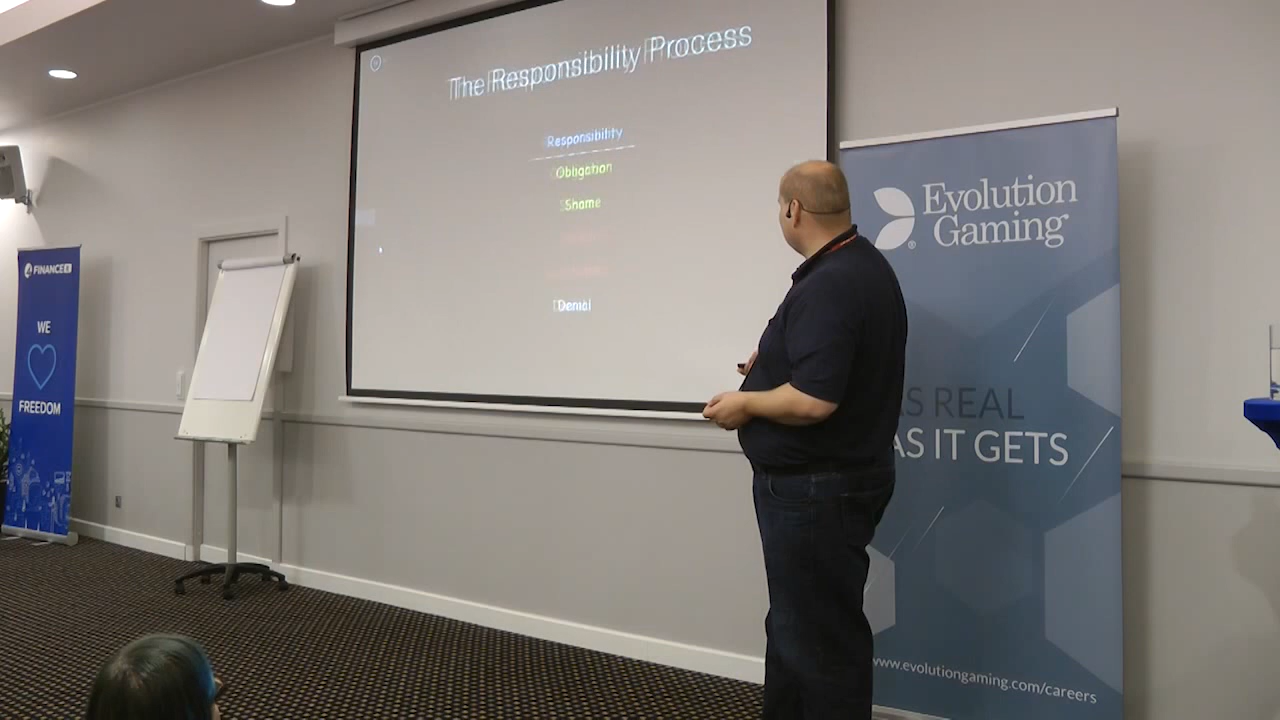 The Responsibility Process
Responsibility
Obligation
Shame
Denial
FINANCE
WE
FREEDOM
Evolution
Gaming
®
AS REAL
AS IT GETS
www.evolutiongaming.com/careers